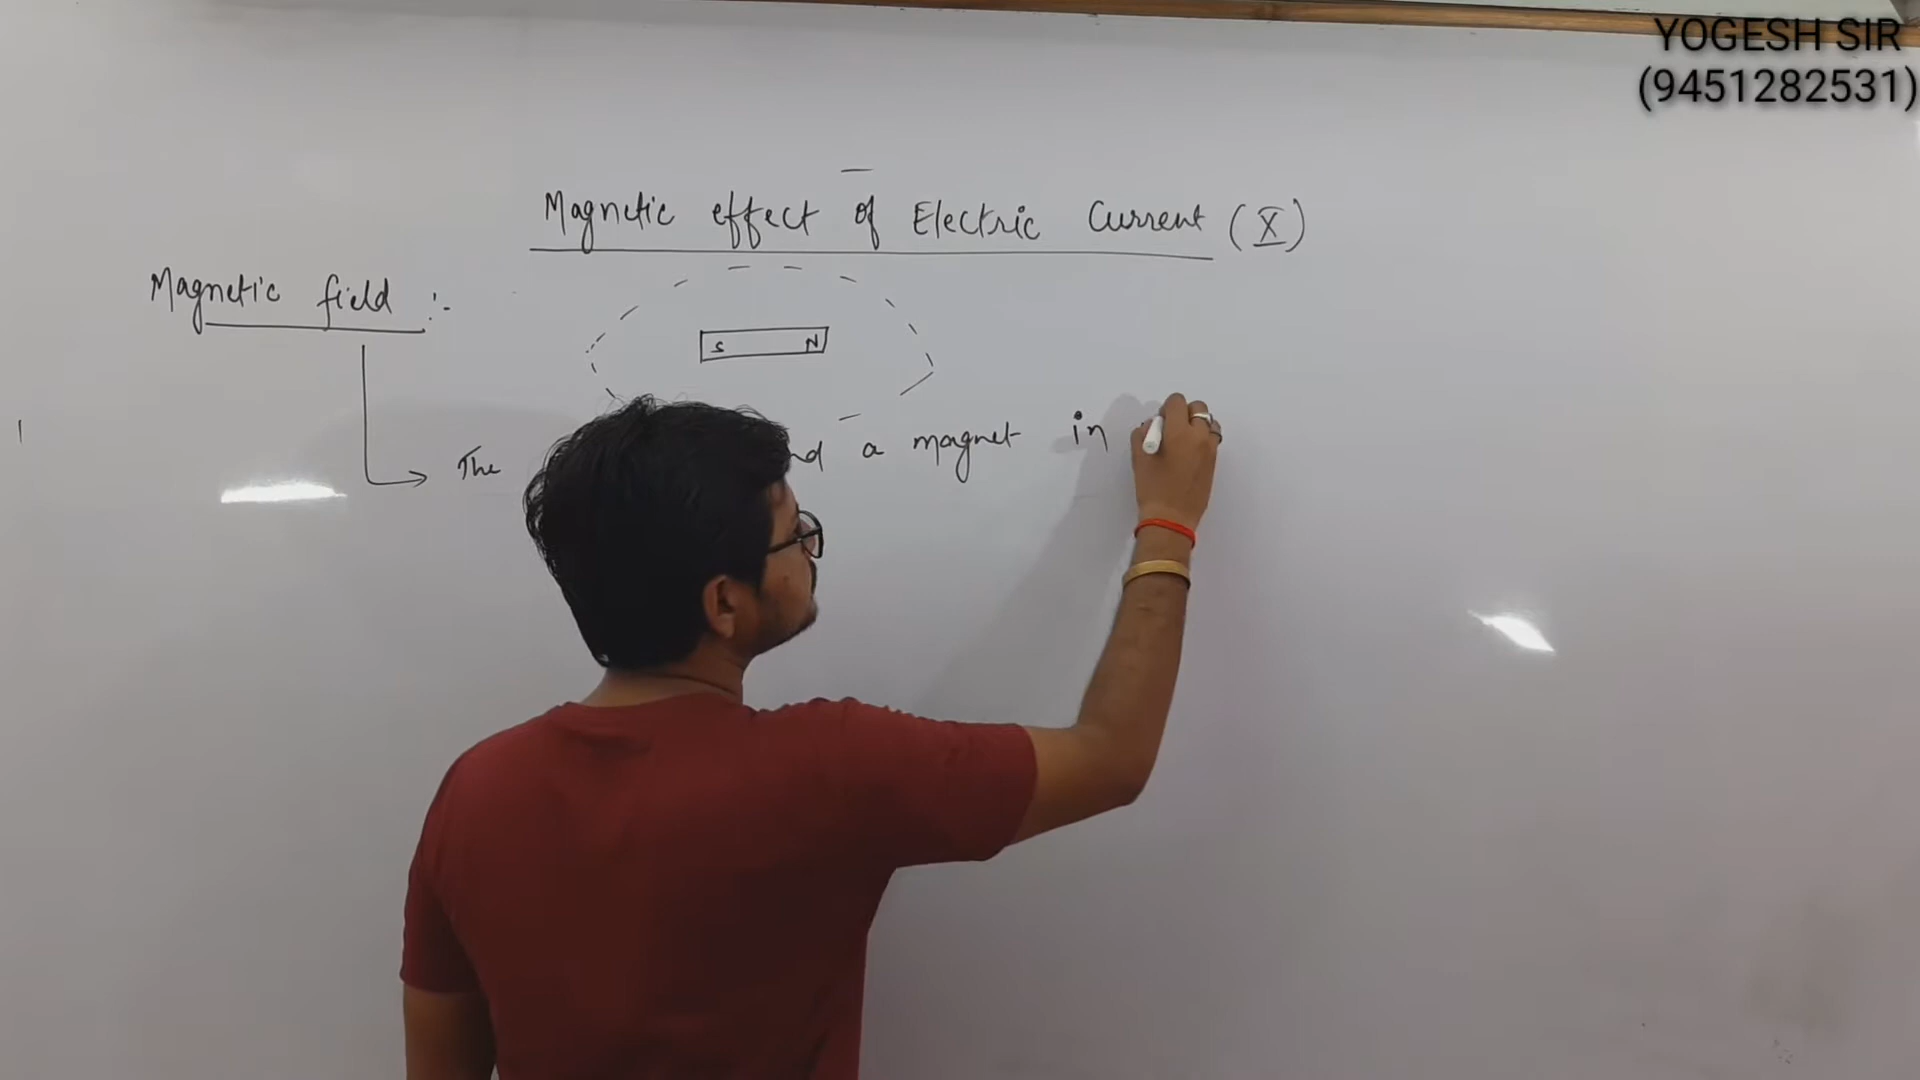 YOGESH SIR
(9451282531)
Magnetic effect of Electric Current (X)
Magnetic field :-
S N
The a magnet in